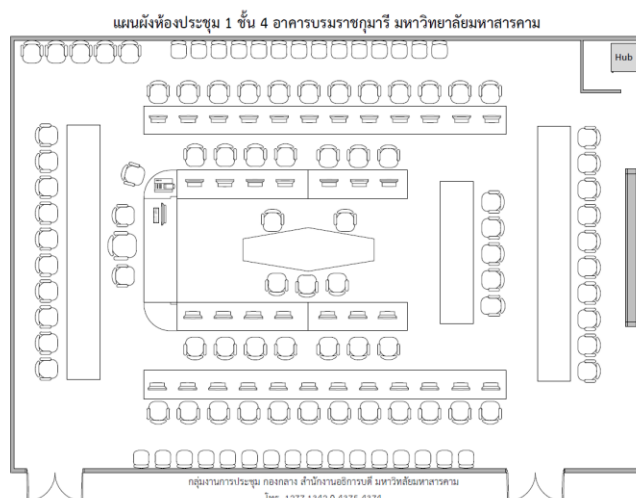 แผนผังห้องประชุม 1 ชั้น 4 อาคารบรมราชกุมารี มหาวิทยาลัยมหาสารคาม
Hub
กลุ่มงานการประชุม กองกลาง สำนักงานอธิการบดี มหาวิทลัยมหาสารคาม
โทร.